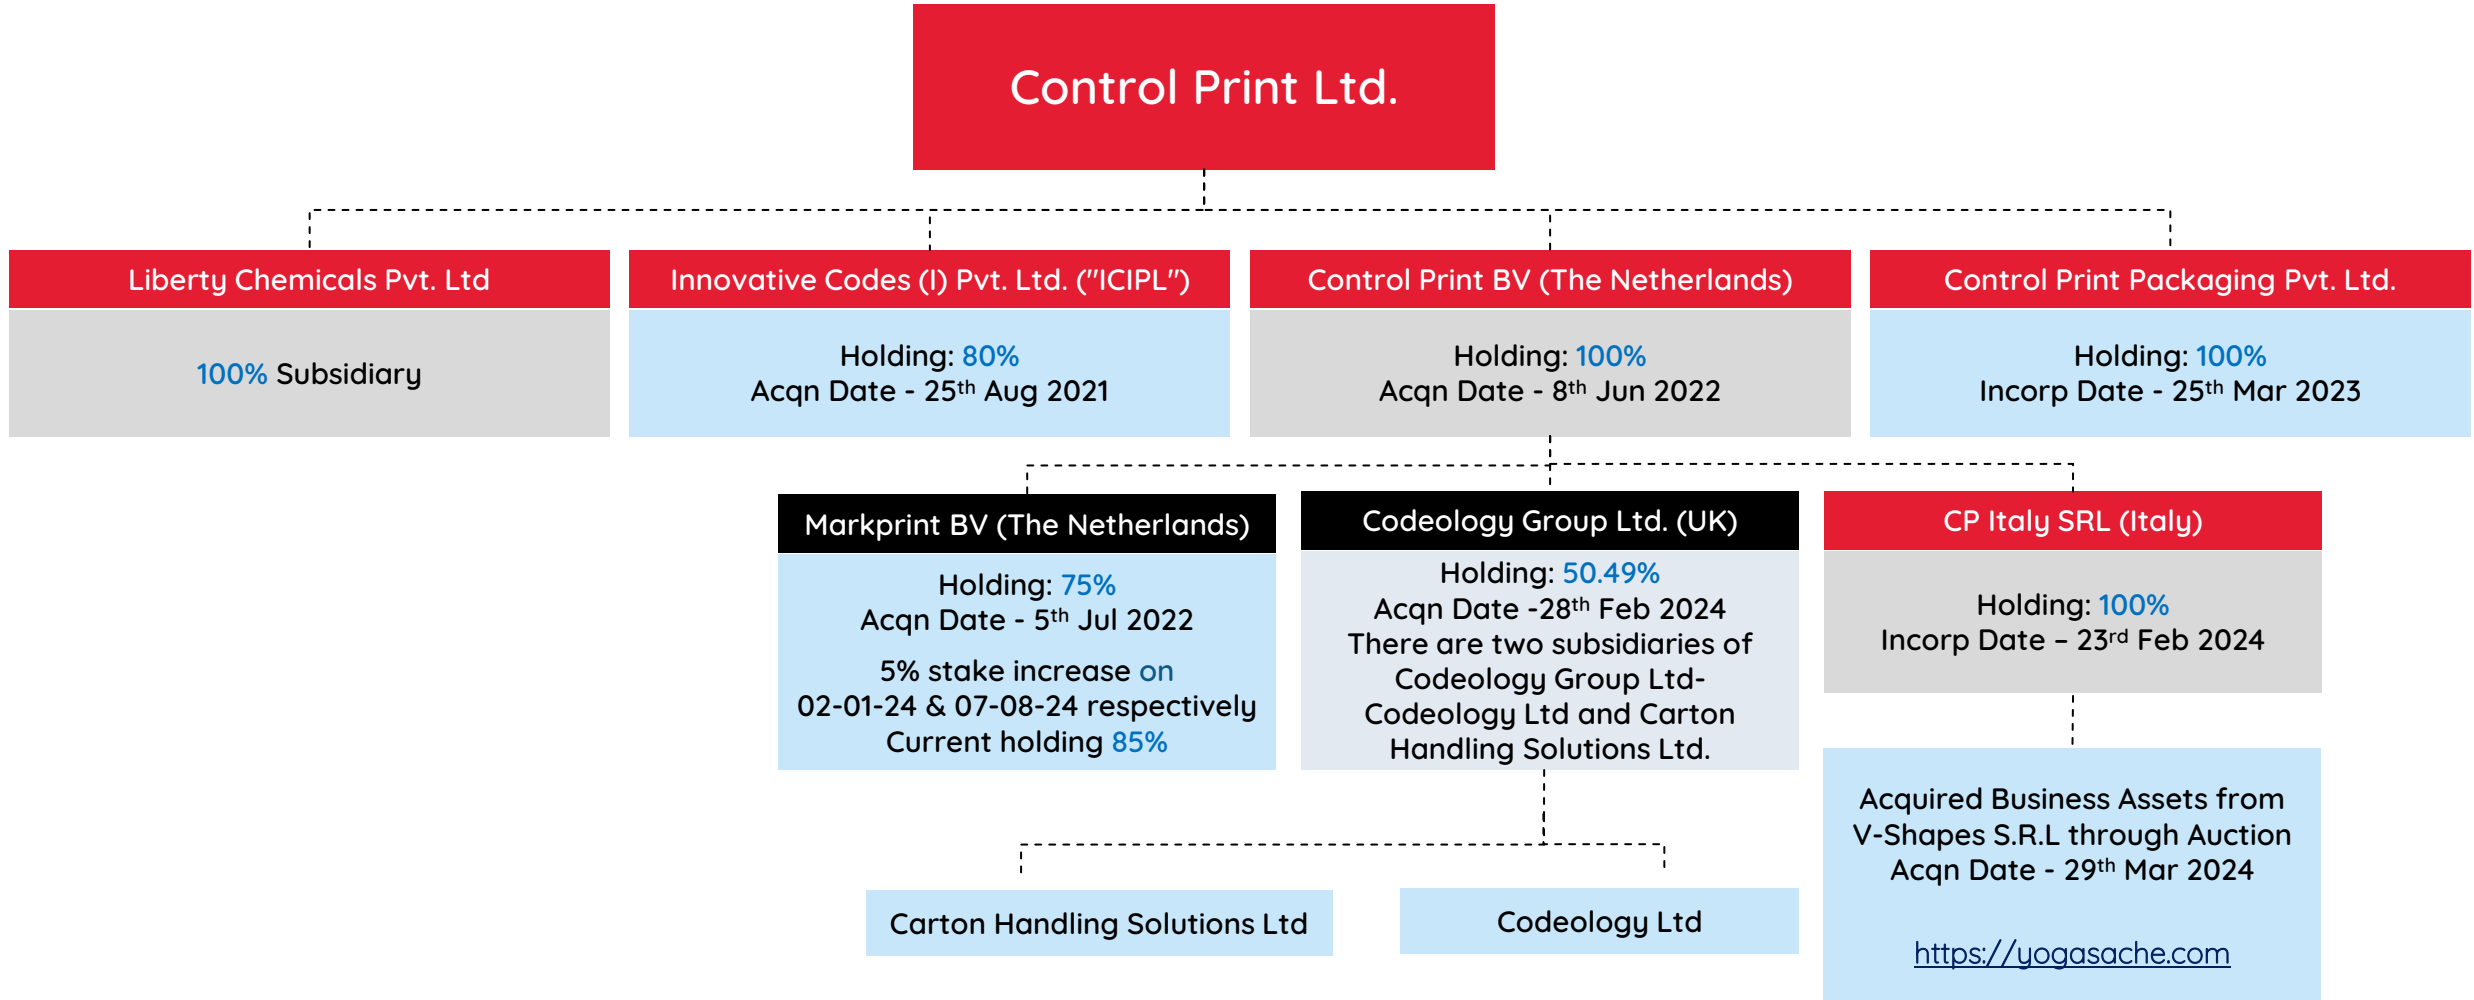 Control Print Ltd.
Liberty Chemicals Pvt. Ltd
100% Subsidiary
Innovative Codes (I) Pvt. Ltd. ("ICIPL")
Holding: 80%
Acqn Date - 25th Aug 2021
Control Print BV (The Netherlands)
Holding: 100%
Acqn Date - 8th Jun 2022
Control Print Packaging Pvt. Ltd.
Holding: 100%
Incorp Date - 25th Mar 2023
Markprint BV (The Netherlands)
Holding: 75%
Acqn Date - 5th Jul 2022
5% stake increase on
02-01-24 & 07-08-24 respectively
Current holding 85%
Codeology Group Ltd. (UK)
Holding: 50.49%
Acqn Date -28th Feb 2024
There are two subsidiaries of
Codeology Group Ltd-
Codeology Ltd and Carton
Handling Solutions Ltd.
CP Italy SRL (Italy)
Holding: 100%
Incorp Date – 23rd Feb 2024
Carton Handling Solutions Ltd
Codeology Ltd
Acquired Business Assets from
V-Shapes S.R.L through Auction
Acqn Date - 29th Mar 2024
https://yogasache.com